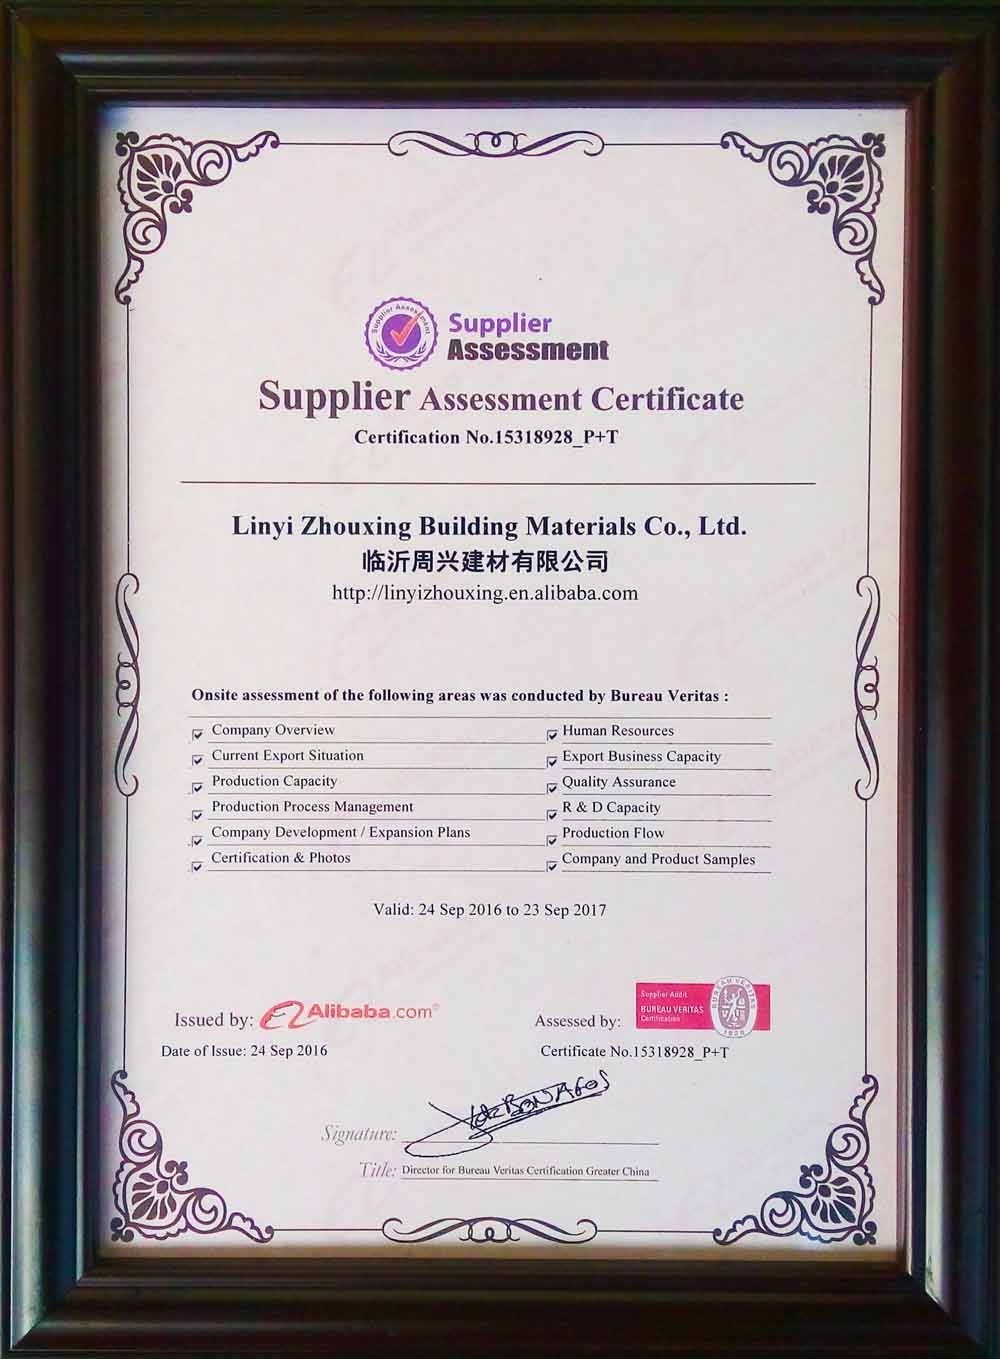 Supplier Assessment
Supplier
Assessment
Supplier Assessment Certificate
Certification No.15318928_P+T
Linyi Zhouxing Building Materials Co., Ltd.
临沂周兴建材有限公司
http://linyizhouxing.en.alibaba.com
Onsite assessment of the following areas was conducted by Bureau Veritas :
Company Overview
Human Resources
Current Export Situation
Export Business Capacity
Production Capacity
Quality Assurance
Production Process Management
R & D Capacity
Company Development / Expansion Plans
Production Flow
Certification & Photos
Company and Product Samples
Valid: 24 Sep 2016 to 23 Sep 2017
Issued by: Alibaba.com®
Date of Issue: 24 Sep 2016
Assessed by:
Supplier Audit
BUREAU VERITAS
Certification
BUREAU VERITAS
1828
Certificate No.15318928_P+T
Signature:
Title: Director for Bureau Veritas Certification Greater China